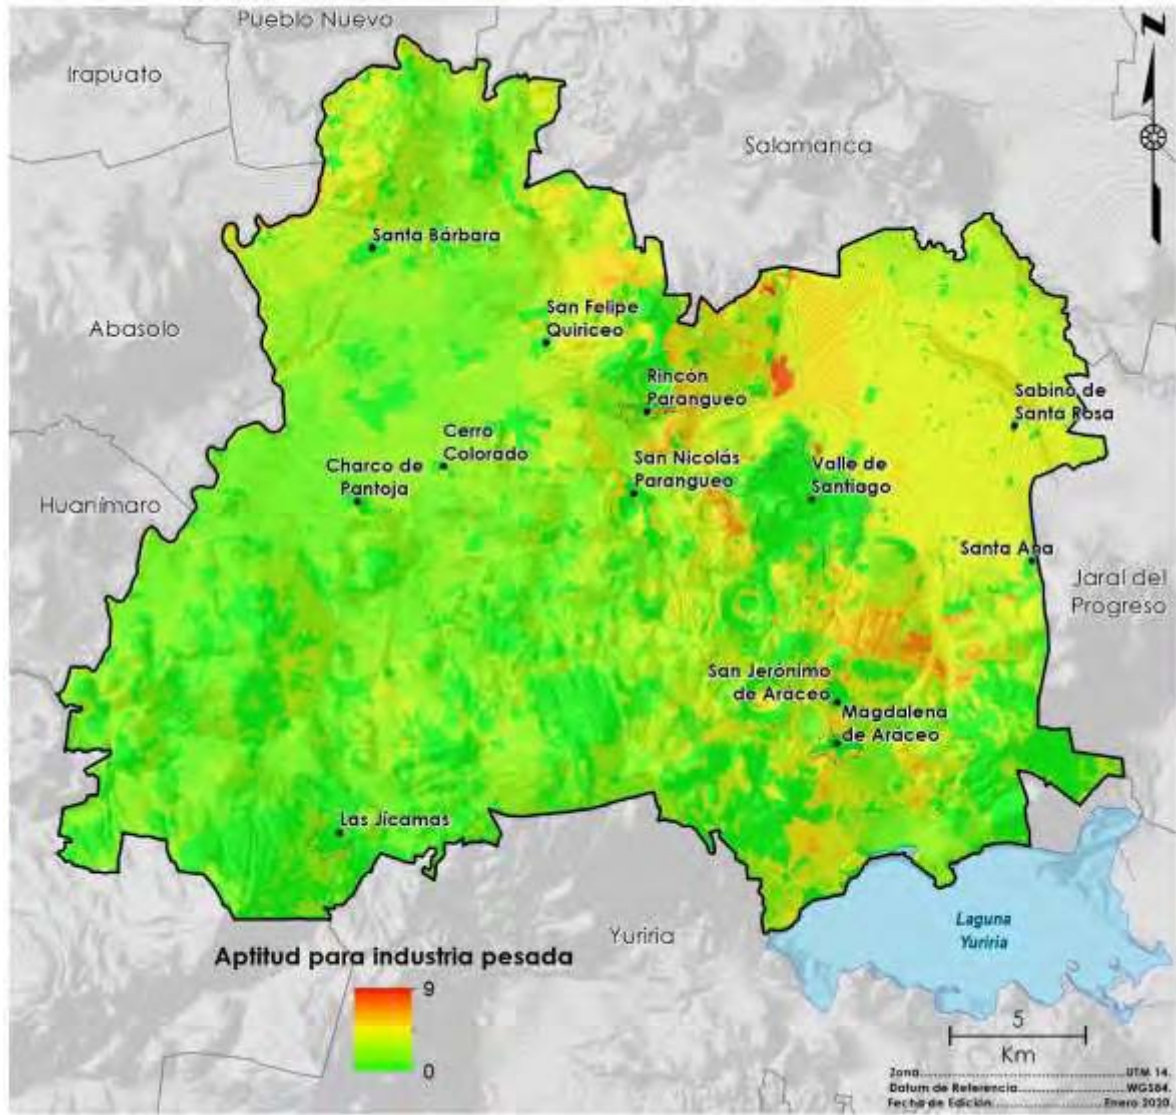 Pueblo Nuevo
Irapuato
Salamanca
Santa Bárbara
Abasolo
San Felipe
Quiriceo
Rincón
Parangueo
Sabino de
Santa Rosa
Cerro
Colorado
Charco de
Pantoja
San Nicolás
Parangueo
Valle de
Santiago
Huanímaro
Santa Ana
Jaral del
Progreso
San Jerónimo
de Aráceo
Magdalena
de Aráceo
Las Jícamas
Laguna
Yuriria
Yuriria
Aptitud para industria pesada
9
0
5
Km
Zona UTM 14.
Datum de Referencia WGS84.
Fecha de Edición Enero 2020
N